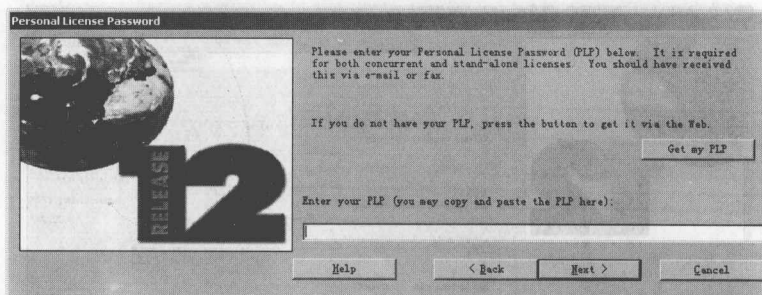 Personal License Password
Please enter your Personal License Password (PLP) below. It is required
for both concurrent and stand-alone licenses. You should have received
this via e-mail or fax.
If you do not have your PLP, press the button to get it via the Web.
Get my PLP
RELEASE
12
Enter your PLP (you may copy and paste the PLP here):
Help
< Back
Next >
Cancel